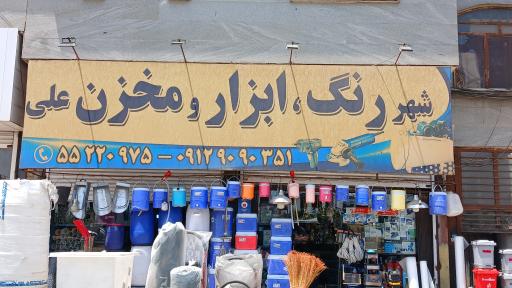 شهر رنگ، ابزار و مخزن علی
۵۵۲۲۰۹۷۵ - ۰۹۱۲۹۰۹۰۳۵۱